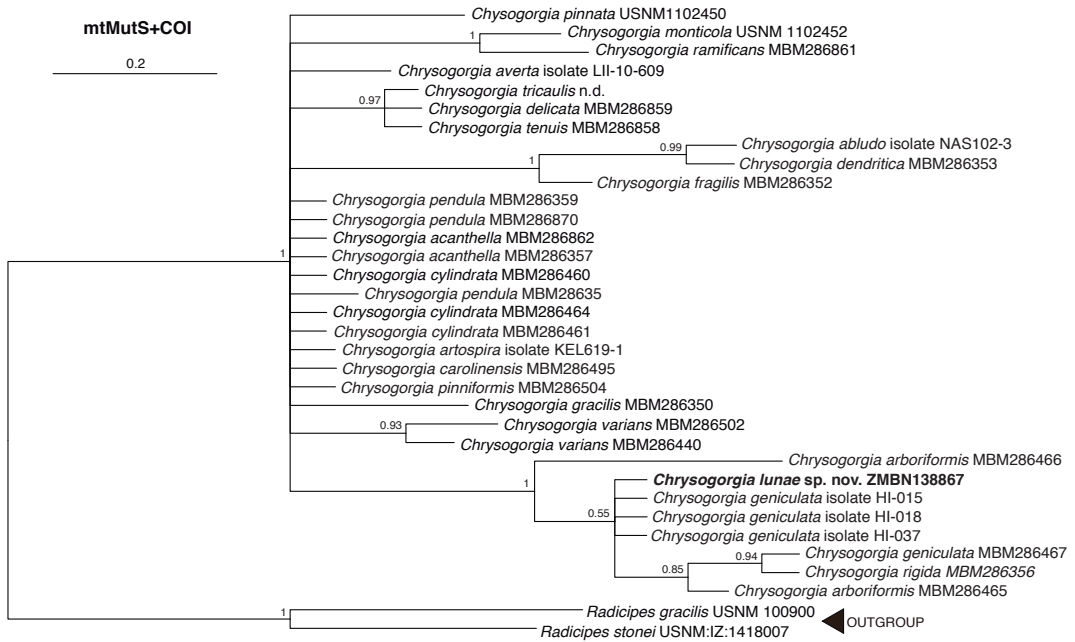 mtMutS+COI
0.2
Chysogorgia pinnata USNM1102450
1
Chrysogorgia monticola USNM 1102452
Chrysogorgia ramificans MBM286861
Chrysogorgia averta isolate LII-10-609
0.97
Chrysogorgia tricaulis n.d.
Chrysogorgia delicata MBM286859
Chrysogorgia tenuis MBM286858
1
0.99
Chrysogorgia abludo isolate NAS102-3
Chrysogorgia dendritica MBM286353
Chrysogorgia fragilis MBM286352
Chrysogorgia pendula MBM286359
Chrysogorgia pendula MBM286870
Chrysogorgia acanthella MBM286862
1
Chrysogorgia acanthella MBM286357
Chrysogorgia cylindrata MBM286460
Chrysogorgia pendula MBM28635
Chrysogorgia cylindrata MBM286464
Chrysogorgia cylindrata MBM286461
Chrysogorgia artospira isolate KEL619-1
Chrysogorgia carolinensis MBM286495
Chrysogorgia pinniformis MBM286504
Chrysogorgia gracilis MBM286350
0.93
Chrysogorgia varians MBM286502
Chrysogorgia varians MBM286440
1
Chrysogorgia arboriformis MBM286466
Chrysogorgia lunae sp. nov. ZMBN138867
Chrysogorgia geniculata isolate HI-015
0.55
Chrysogorgia geniculata isolate HI-018
Chrysogorgia geniculata isolate HI-037
0.85
0.94
Chrysogorgia geniculata MBM286467
Chrysogorgia rigida MBM286356
Chrysogorgia arboriformis MBM286465
1
Radicipes gracilis USNM 100900
Radicipes stonei USNM:IZ:1418007
OUTGROUP